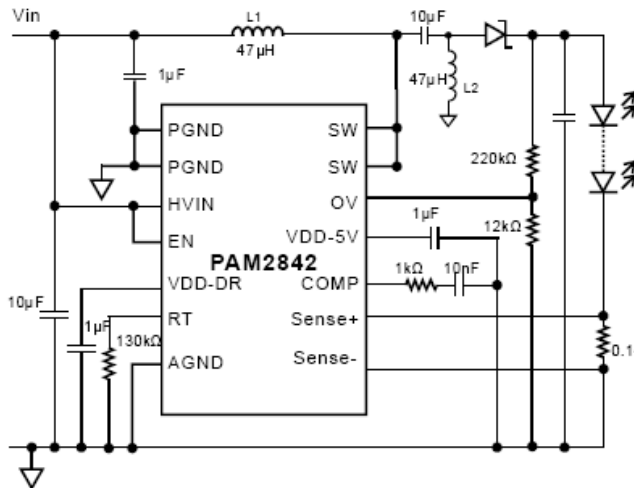 Vin
L1
47μH
10μF
47μH
L2
1μF
PGND
SW
PGND
SW
220kΩ
HVIN
OV
EN
VDD-5V
1μF
12kΩ
PAM2842
VDD-DR
COMP
1kΩ
10nF
10μF
1μF
RT
130kΩ
Sense+
AGND
Sense-
0.1